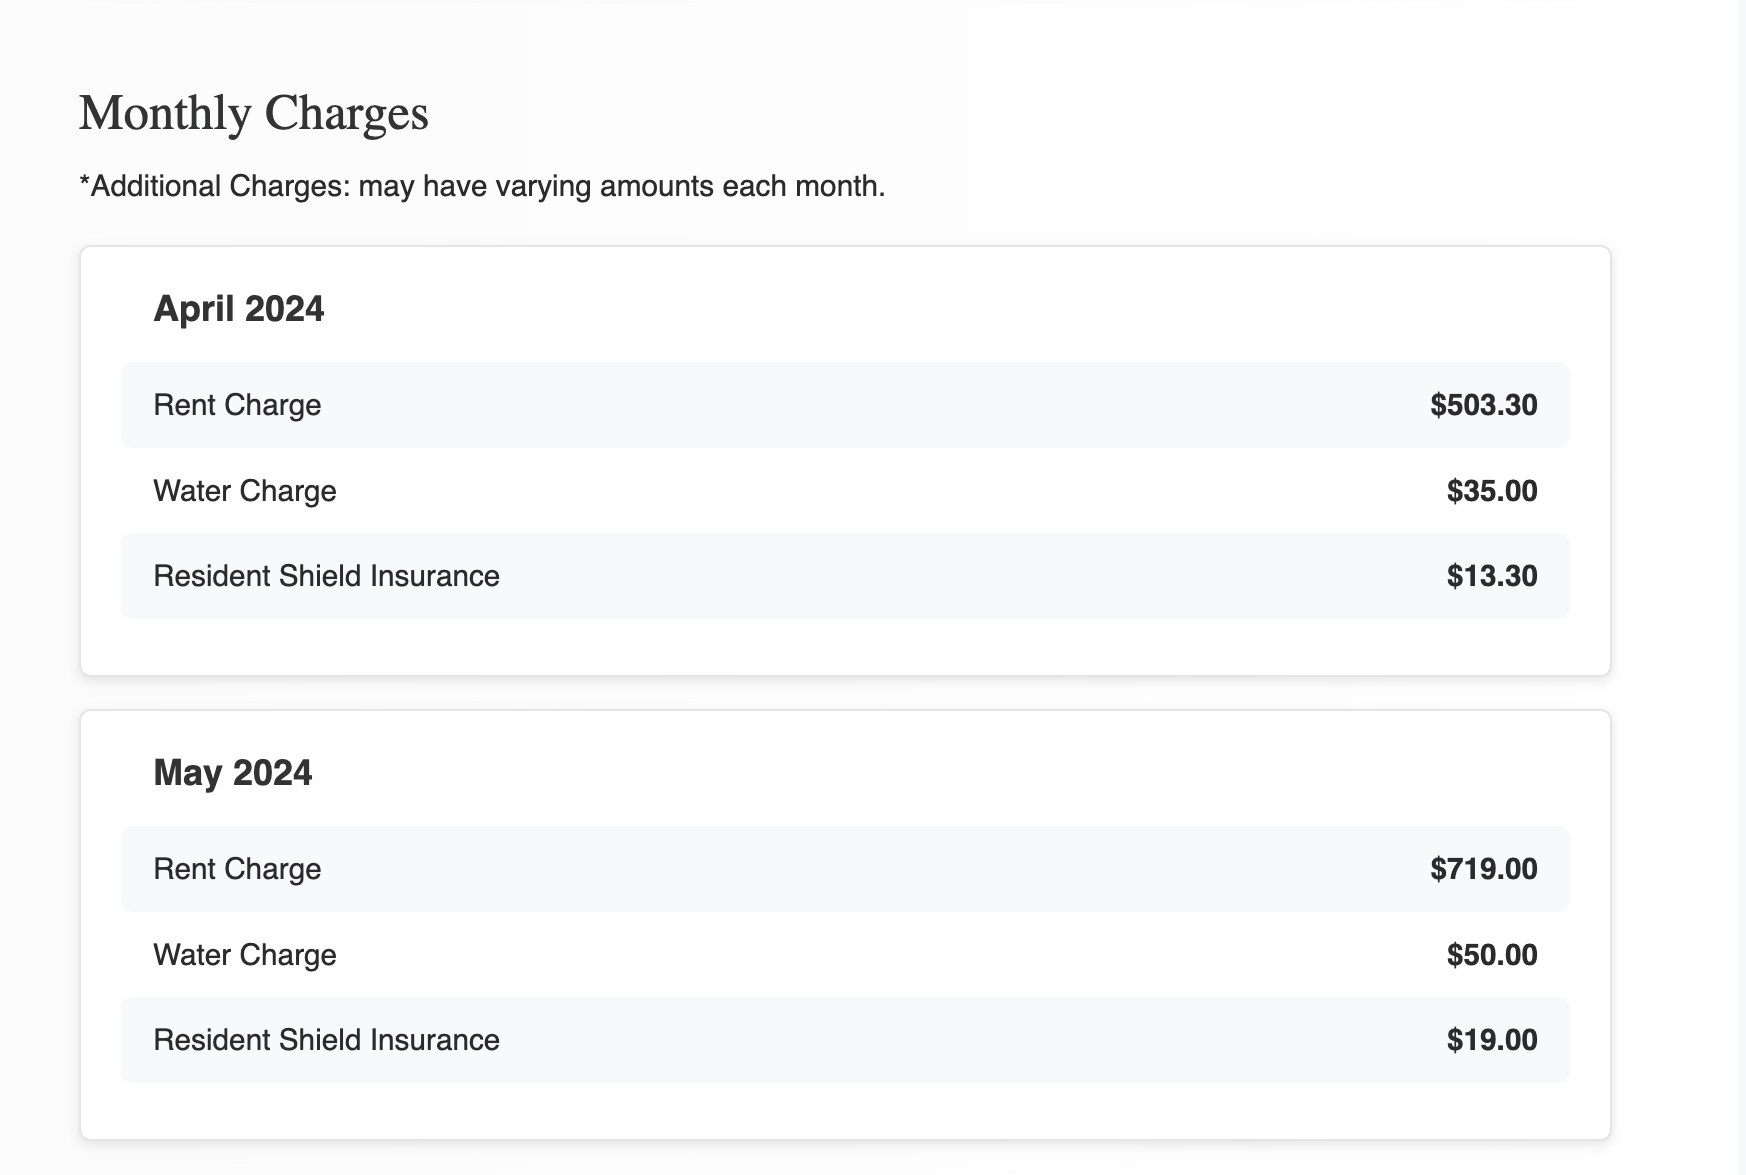 Monthly Charges
*Additional Charges: may have varying amounts each month.
April 2024
Rent Charge $503.30
Water Charge $35.00
Resident Shield Insurance $13.30
May 2024
Rent Charge $719.00
Water Charge $50.00
Resident Shield Insurance $19.00